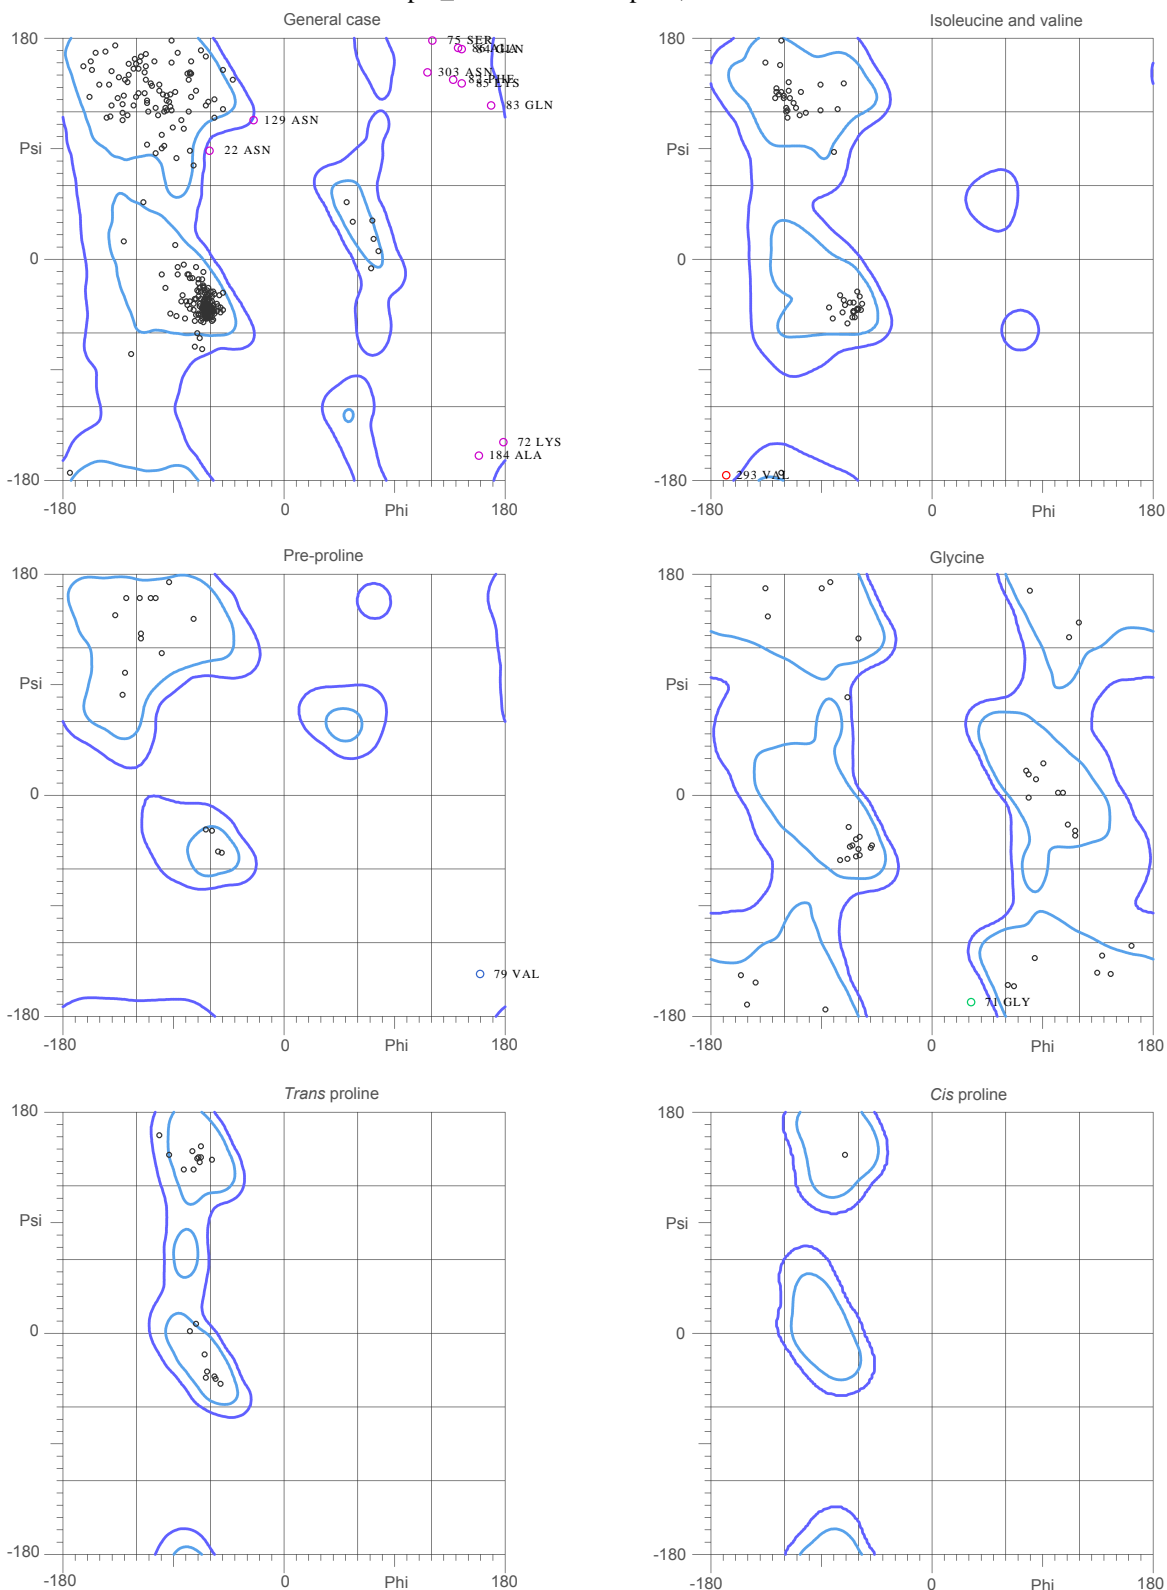 General case
Isoleucine and valine
180
75 SER
84 GLN
303 ASN
82 PHE
85 LYS
83 GLN
129 ASN
Psi
22 ASN
0
72 LYS
184 ALA
-180
-180
0
Phi
180
180
Psi
0
293 VAL
-180
-180
0
Phi
180
Pre-proline
Glycine
180
Psi
0
79 VAL
-180
-180
0
Phi
180
180
Psi
0
71 GLY
-180
-180
0
Phi
180
Trans proline
Cis proline
180
Psi
0
-180
-180
0
Phi
180
180
Psi
0
-180
-180
0
Phi
180